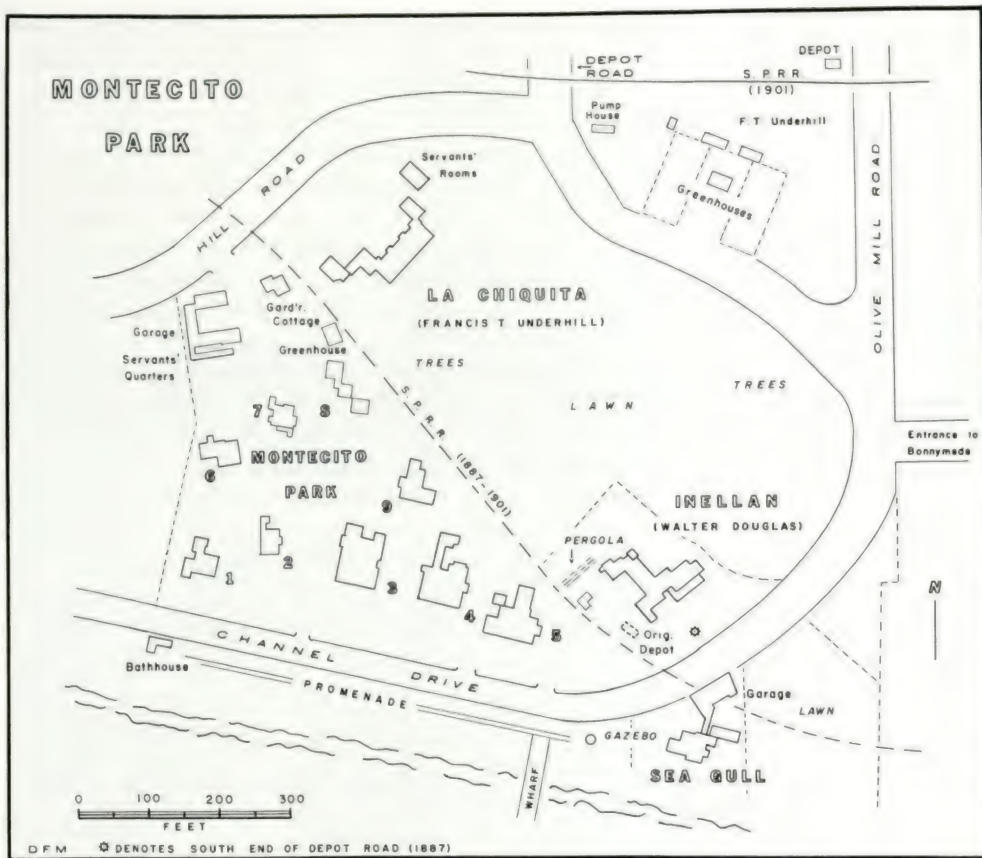 MONTECITO
PARK
DEPOT
ROAD
DEPOT
S.P.R.R.
(1901)
Pump
House
F.T. Underhill
Greenhouses
HILL ROAD
Servants'
Rooms
OLIVE MILL ROAD
LA CHIQUITA
(FRANCIS T UNDERHILL)
Gard'r.
Cottage
Garage
Greenhouse
Servants'
Quarters
TREES
TREES
LAWN
S.P.R.R. (1887-1901)
7
8
6
MONTECITO
PARK
9
Entrance to
Bonnymede
INELLAN
(WALTER DOUGLAS)
PERGOLA
1
2
3
4
5
Orig.
Depot
N
CHANNEL DRIVE
Bathhouse
PROMENADE
Garage
LAWN
GAZEBO
SEA GULL
WHARF
0 100 200 300
FEET
DFM DENOTES SOUTH END OF DEPOT ROAD (1887)